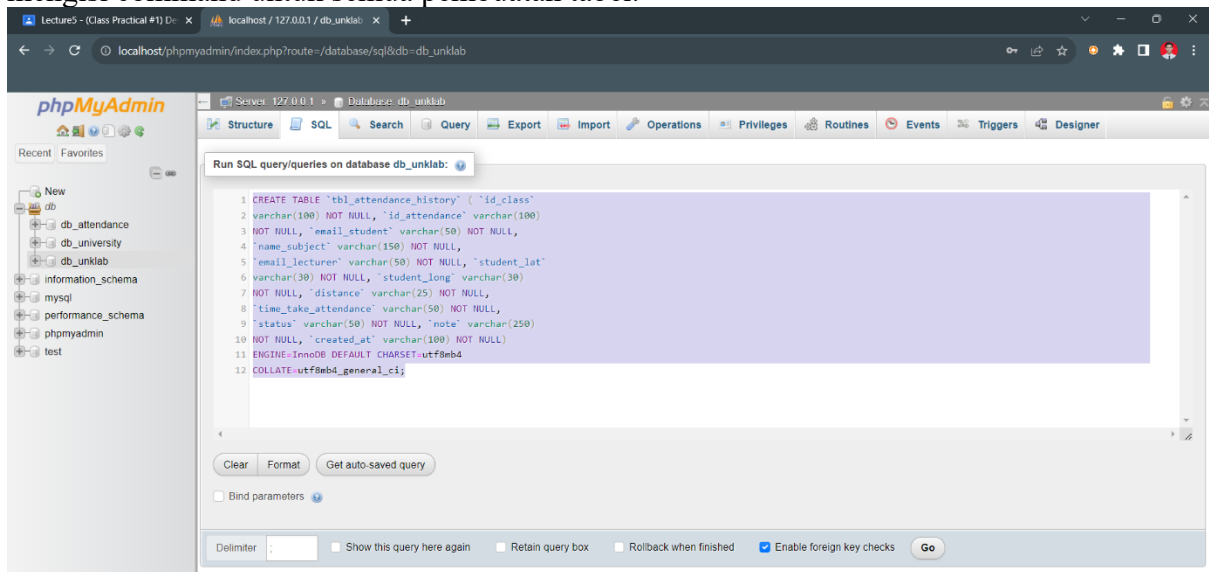 mengisi command untuk semua pembuatan tabel.
Lecture5 - (Class Practical #1) De
localhost / 127.0.0.1 / db_unklab
localhost/phpmyadmin/index.php?route=/database/sql&db=db_unklab
phpMyAdmin
Recent Favorites
New
db
db_attendance
db_university
db_unklab
information_schema
mysql
performance_schema
phpmyadmin
test
Server: 127.0.0.1 » Database: db_unklab
Structure SQL Search Query Export Import Operations Privileges Routines Events Triggers Designer
Run SQL query/queries on database db_unklab:
1 CREATE TABLE `tbl_attendance_history` ( `id_class`
2 varchar(100) NOT NULL, `id_attendance` varchar(100)
3 NOT NULL, `email_student` varchar(50) NOT NULL,
4 `name_subject` varchar(150) NOT NULL,
5 `email_lecturer` varchar(50) NOT NULL, `student_lat`
6 varchar(30) NOT NULL, `student_long` varchar(30)
7 NOT NULL, `distance` varchar(25) NOT NULL,
8 `time_take_attendance` varchar(50) NOT NULL,
9 `status` varchar(50) NOT NULL, `note` varchar(250)
10 NOT NULL, `created_at` varchar(100) NOT NULL)
11 ENGINE=InnoDB DEFAULT CHARSET=utf8mb4
12 COLLATE=utf8mb4_general_ci;
Clear Format Get auto-saved query
Bind parameters
Delimiter ; Show this query here again Retain query box Rollback when finished Enable foreign key checks Go